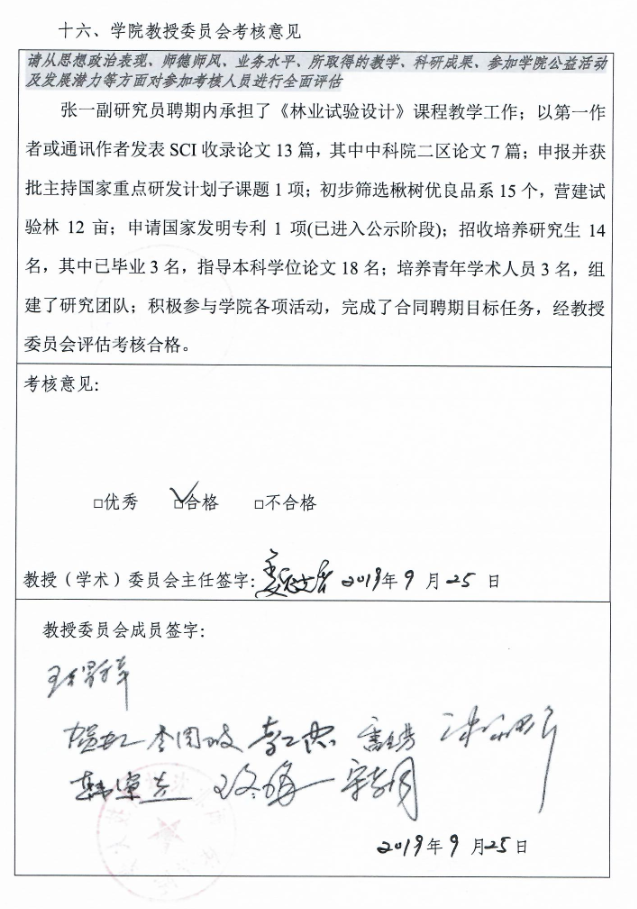 十六、学院教授委员会考核意见
请从思想政治表现、师德师风、业务水平、所取得的教学、科研成果、参加学院公益活动
及发展潜力等方面对参加考核人员进行全面评估
张一副研究员聘期内承担了《林业试验设计》课程教学工作；以第一作
者或通讯作者发表 SCI 收录论文 13 篇，其中中科院二区论文 7 篇；申报并获
批主持国家重点研发计划子课题 1 项；初步筛选楸树优良品系 15 个，营建试
验林 12 亩；申请国家发明专利 1 项(已进入公示阶段)；招收培养研究生 14
名，其中已毕业 3 名，指导本科学位论文 18 名；培养青年学术人员 3 名，组
建了研究团队；积极参与学院各项活动，完成了合同聘期目标任务，经教授
委员会评估考核合格。
考核意见:
□优秀 □合格 □不合格
教授（学术）委员会主任签字: 2019年 9 月 25 日
教授委员会成员签字:
2019年 9 月25日